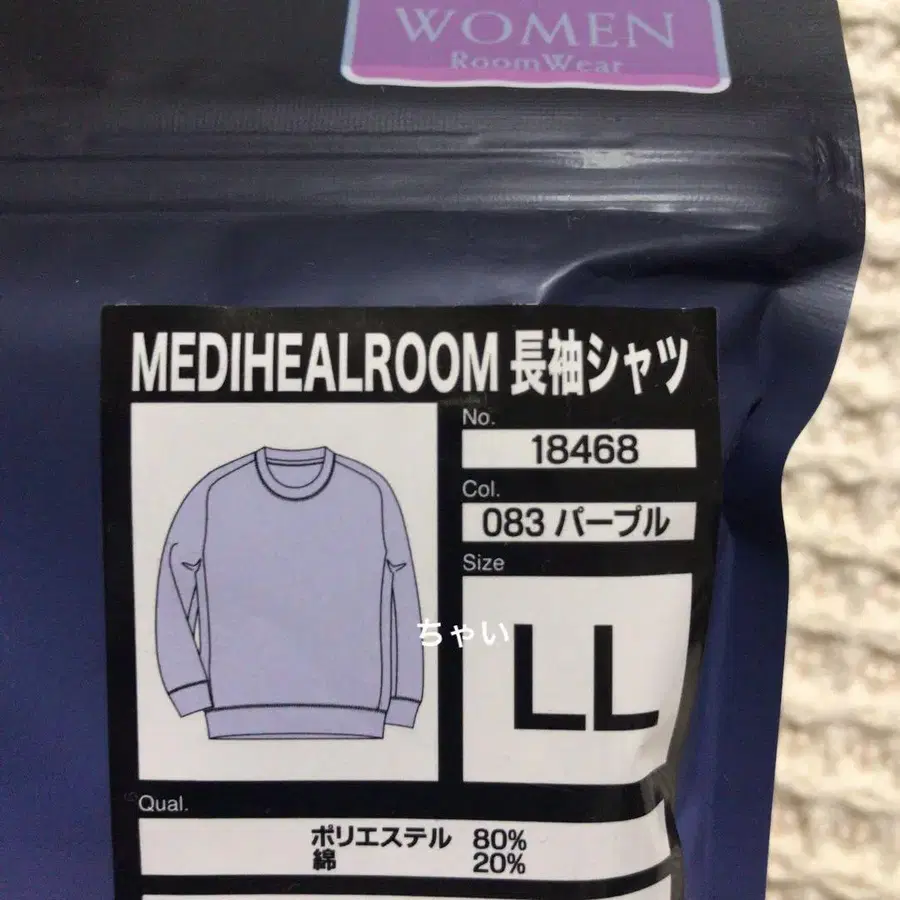 WOMEN
RoomWear
MEDIHEALROOM 長袖シャツ
No.
18468
Col.
083 パープル
Size
LL
ちゃい
Qual.
ポリエステル 80%
綿 20%